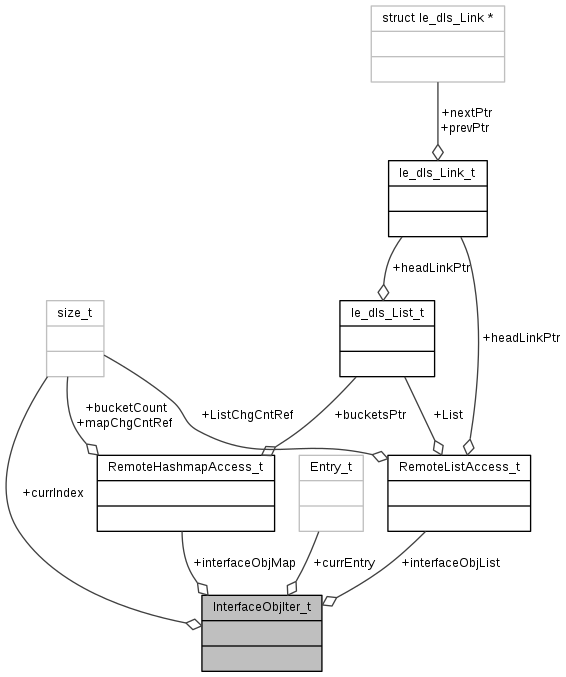 struct le_dls_Link *
+nextPtr
+prevPtr
le_dls_Link_t
+headLinkPtr
size_t
le_dls_List_t
+headLinkPtr
+bucketCount
+mapChgCntRef
+ListChgCntRef
+bucketsPtr
+List
RemoteHashmapAccess_t
Entry_t
RemoteListAccess_t
+currIndex
+interfaceObjMap
+currEntry
+interfaceObjList
InterfaceObjIter_t